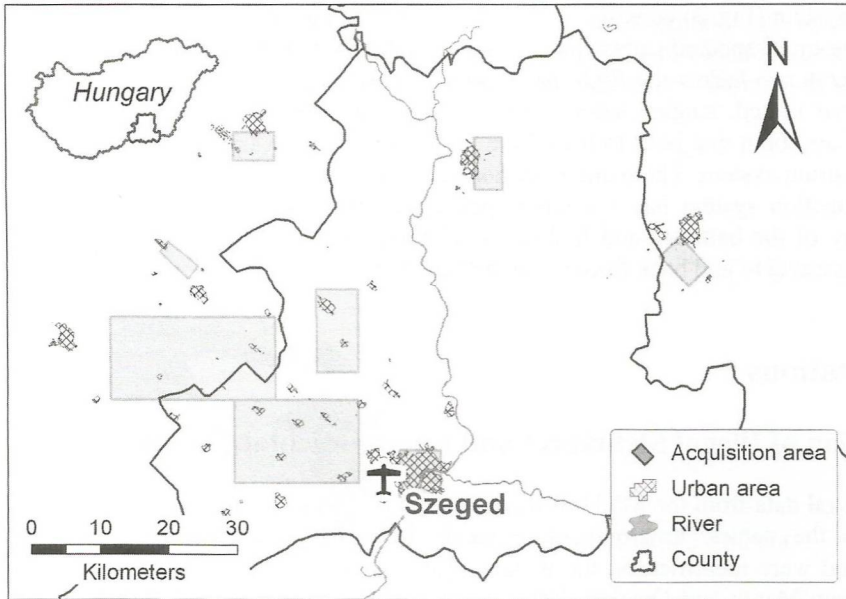 Hungary
N
Szeged
0 10 20 30
Kilometers
Acquisition area
Urban area
River
County